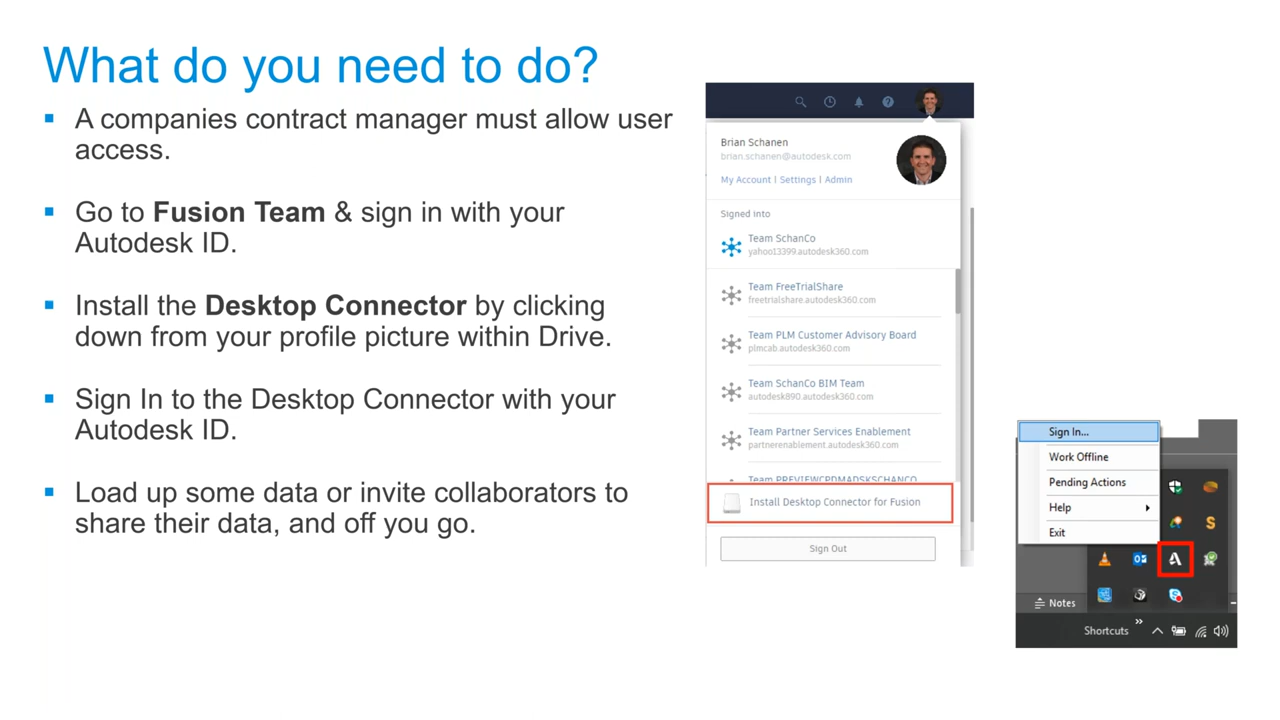 What do you need to do?
A companies contract manager must allow user
access.
Go to Fusion Team & sign in with your
Autodesk ID.
Install the Desktop Connector by clicking
down from your profile picture within Drive.
Sign In to the Desktop Connector with your
Autodesk ID.
Load up some data or invite collaborators to
share their data, and off you go.
Brian Schanen
brian.schanen@autodesk.com
My Account | Settings | Admin
Signed into
Team SchanCo
yahoo13399.autodesk360.com
Team FreeTrialShare
freetrialshare.autodesk360.com
Team PLM Customer Advisory Board
plmcab.autodesk360.com
Team SchanCo BIM Team
autodesk890.autodesk360.com
Team Partner Services Enablement
partnerenablement.autodesk360.com
Team PREVIEWCPDMADSKSCHANCO
Install Desktop Connector for Fusion
Sign Out
Sign In...
Work Offline
Pending Actions
Help
Exit
Notes
Shortcuts